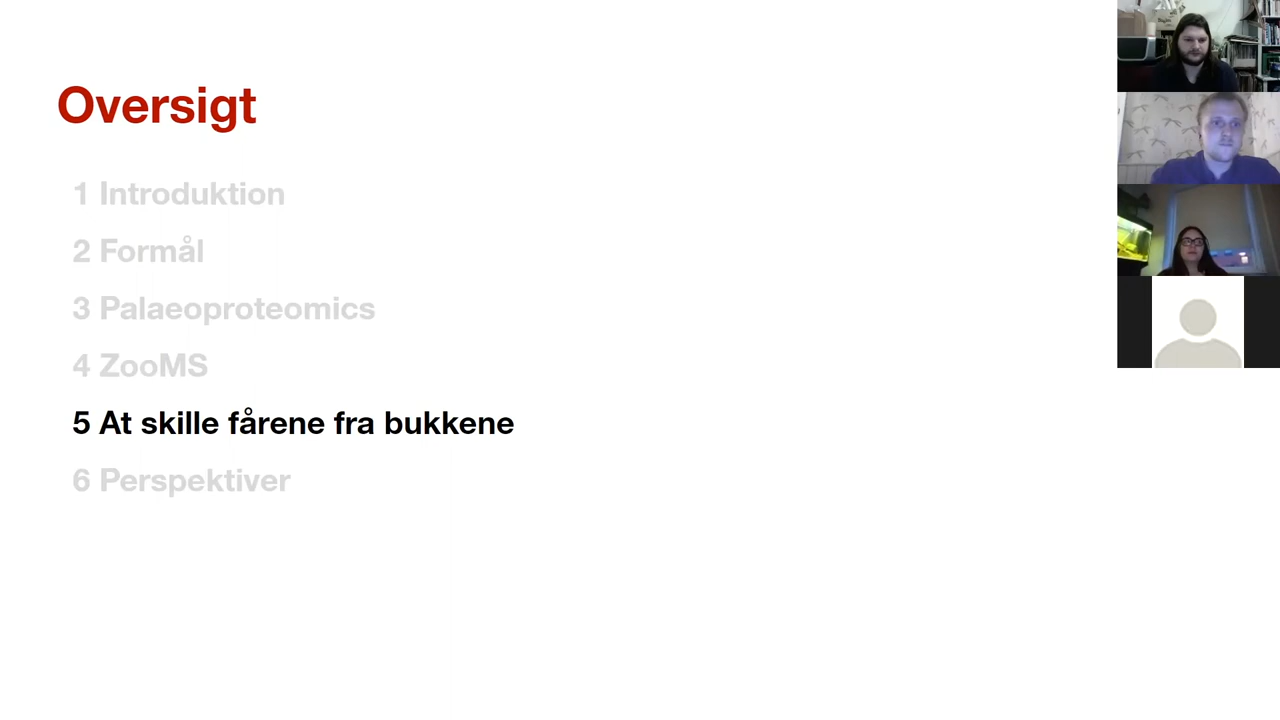 Oversigt
1 Introduktion
2 Formål
3 Palaeoproteomics
4 ZooMS
5 At skille fårene fra bukkene
6 Perspektiver